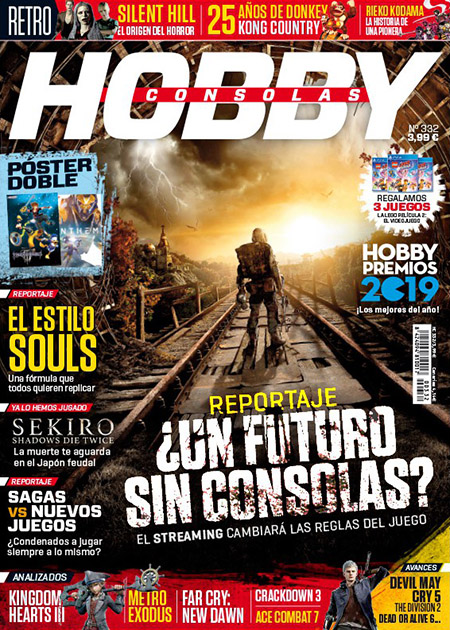 RETRO
SILENT HILL
EL ORIGEN DEL HORROR
25 AÑOS DE DONKEY
KONG COUNTRY
RIEKO KODAMA
LA HISTORIA DE
UNA PIONERA
HOBBY
CONSOLAS
Nº 332
3,99 €
POSTER
DOBLE
KINGDOM HEARTS
ANTHEM
REGALAMOS
3 JUEGOS
LA LEGO PELÍCULA 2:
EL VIDEOJUEGO
HOBBY
PREMIOS
2019
¡Los mejores del año!
REPORTAJE
EL ESTILO
SOULS
Una fórmula que
todos quieren replicar
YA LO HEMOS JUGADO
SEKIRO
SHADOWS DIE TWICE
La muerte te aguarda
en el Japón feudal
REPORTAJE
SAGAS
VS NUEVOS
JUEGOS
¿Condenados a jugar
siempre a lo mismo?
REPORTAJE
¿UN FUTURO
SIN CONSOLAS?
EL STREAMING CAMBIARÁ LAS REGLAS DEL JUEGO
ANALIZADOS
KINGDOM
HEARTS III
METRO
EXODUS
FAR CRY:
NEW DAWN
CRACKDOWN 3
ACE COMBAT 7
AVANCES
DEVIL MAY
CRY 5
THE DIVISION 2
DEAD OR ALIVE 6...